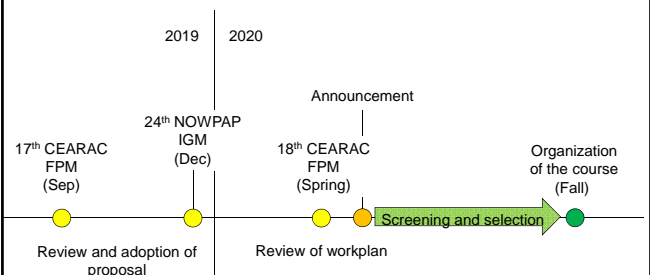 2019
2020
Announcement
24th NOWPAP
IGM
(Dec)
17th CEARAC
FPM
(Sep)
18th CEARAC
FPM
(Spring)
Organization
of the course
(Fall)
Screening and selection
Review and adoption of
proposal
Review of workplan